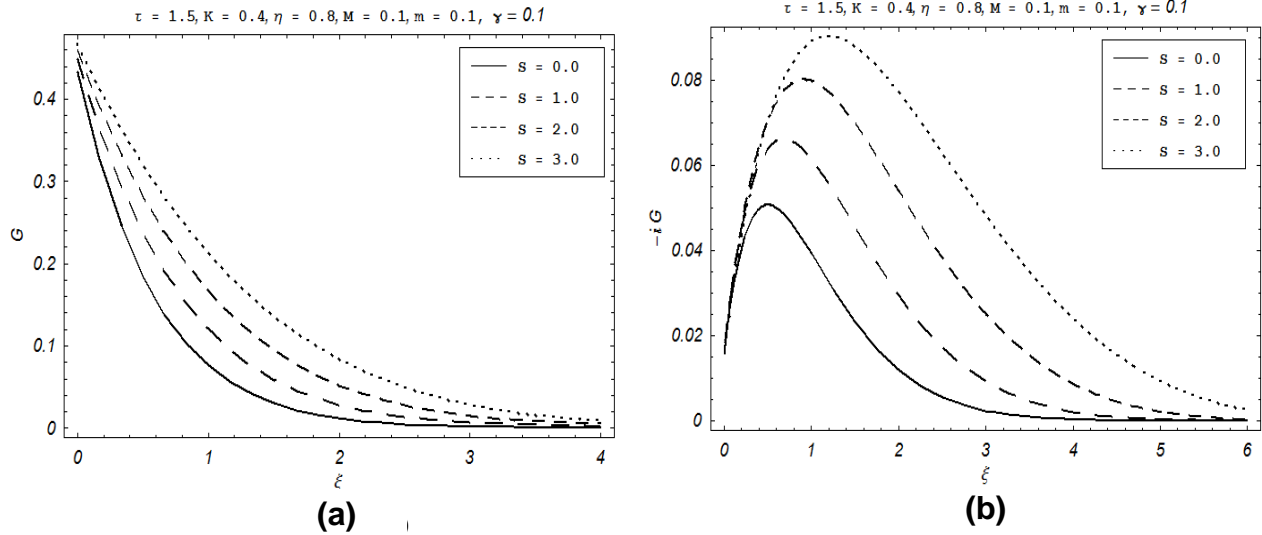 τ = 1.5, K = 0.4, η = 0.8, M = 0.1, m = 0.1, γ = 0.1
S = 0.0
S = 1.0
S = 2.0
S = 3.0
0.4
0.3
0.2
0.1
0
G
0 1 2 3 4
ξ
(a)
τ = 1.5, K = 0.4, η = 0.8, M = 0.1, m = 0.1, γ = 0.1
S = 0.0
S = 1.0
S = 2.0
S = 3.0
0.08
0.06
0.04
0.02
0
-i G
0 1 2 3 4 5 6
ξ
(b)